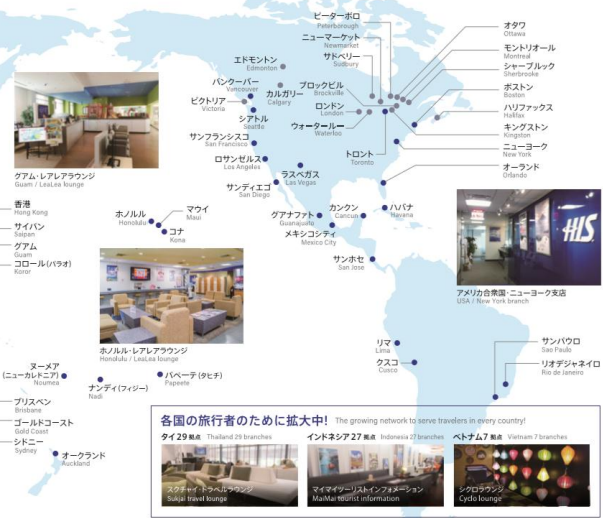 ピーターボロ
Peterborough
ニューマーケット
Newmarket
サドベリー
Sudbury
エドモントン
Edmonton
バンクーバー
Vancouver
カルガリー
Calgary
ブロックビル
Brockville
ビクトリア
Victoria
ロンドン
London
シアトル
Seattle
ウォータールー
Waterloo
サンフランシスコ
San Francisco
トロント
Toronto
ロサンゼルス
Los Angeles
ラスベガス
Las Vegas
サンディエゴ
San Diego
オタワ
Ottawa
モントリオール
Montreal
シャーブルック
Sherbrooke
ボストン
Boston
ハリファックス
Halifax
キングストン
Kingston
ニューヨーク
New York
オーランド
Orlando
グアム・レアレアラウンジ
Guam / LeaLea lounge
香港
Hong Kong
サイパン
Saipan
グアム
Guam
コロール(パラオ)
Koror
ホノルル
Honolulu
マウイ
Maui
コナ
Kona
グアナファト
Guanajuato
カンクン
Cancun
ハバナ
Havana
メキシコシティ
Mexico City
サンホセ
San Jose
HIS
アメリカ合衆国・ニューヨーク支店
USA / New York branch
ホノルル・レアレアラウンジ
Honolulu / LeaLea lounge
リマ
Lima
クスコ
Cusco
サンパウロ
Sao Paulo
リオデジャネイロ
Rio de Janeiro
ヌーメア
(ニューカレドニア)
Noumea
ナンディ(フィジー)
Nadi
パペーテ(タヒチ)
Papeete
ブリスベン
Brisbane
ゴールドコースト
Gold Coast
シドニー
Sydney
オークランド
Auckland
各国の旅行者のために拡大中! The growing network to serve travelers in every country!
タイ 29 拠点 Thailand 29 branches
インドネシア 27 拠点 Indonesia 27 branches
ベトナム 7 拠点 Vietnam 7 branches
スクチャイ・トラベルラウンジ
Sukjai travel lounge
マイマイツーリストインフォメーション
MaiMai tourist information
シクロラウンジ
Cyclo lounge